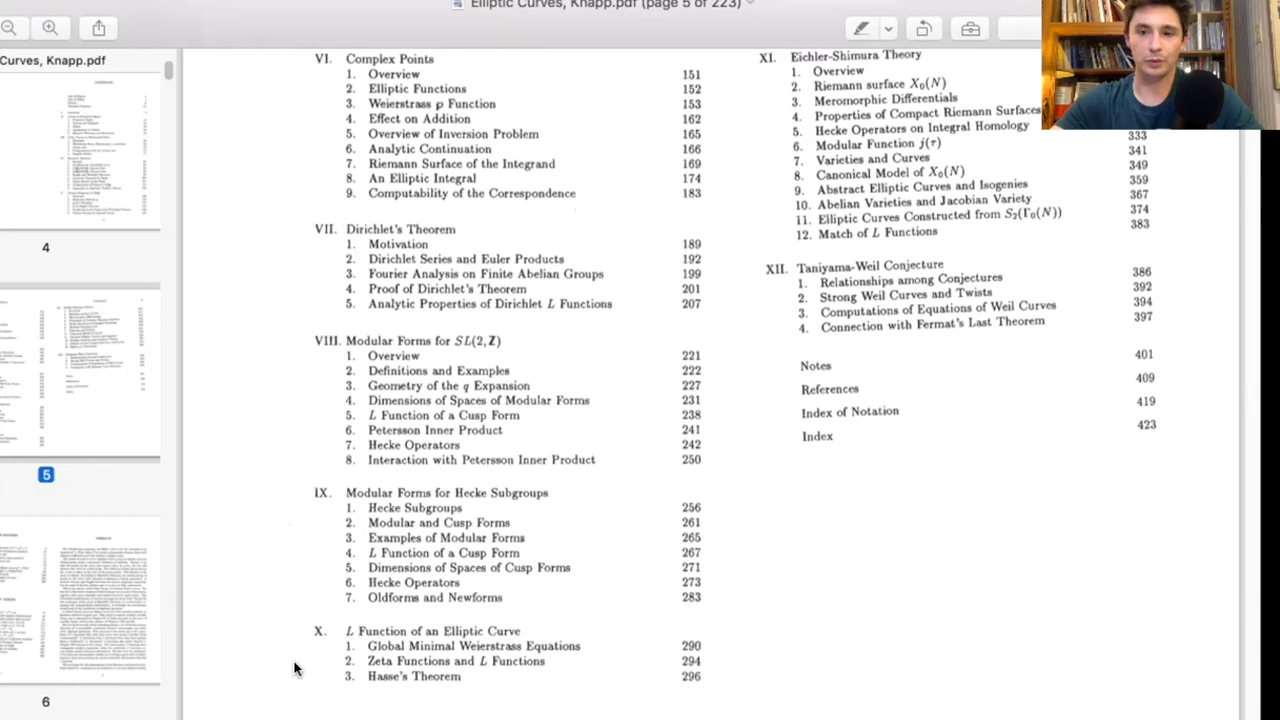 Elliptic Curves, Knapp.pdf (page 5 of 223)
Curves, Knapp.pdf
4
5
6
VI. Complex Points
1. Overview 151
2. Elliptic Functions 152
3. Weierstrass ℘ Function 153
4. Effect on Addition 162
5. Overview of Inversion Problem 165
6. Analytic Continuation 166
7. Riemann Surface of the Integrand 169
An Elliptic Integral 174
Computability of the Correspondence 183
VII. Dirichlet's Theorem
1. Motivation 189
2. Dirichlet Series and Euler Products 192
3. Fourier Analysis on Finite Abelian Groups 199
4. Proof of Dirichlet's Theorem 201
5. Analytic Properties of Dirichlet L Functions 207
VIII. Modular Forms for SL(2,Z)
1. Overview 221
2. Definitions and Examples 222
3. Geometry of the q Expansion 227
4. Dimensions of Spaces of Modular Forms 231
5. L Function of a Cusp Form 238
6. Petersson Inner Product 241
7. Hecke Operators 242
8. Interaction with Petersson Inner Product 250
IX. Modular Forms for Hecke Subgroups
1. Hecke Subgroups 256
2. Modular and Cusp Forms 261
3. Examples of Modular Forms 265
4. L Function of a Cusp Form 267
5. Dimensions of Spaces of Cusp Forms 271
6. Hecke Operators 273
7. Oldforms and Newforms 283
X. L Function of an Elliptic Curve
1. Global Minimal Weierstrass Equations 290
2. Zeta Functions and L Functions 294
3. Hasse's Theorem 296
XI. Eichler-Shimura Theory
1. Overview
2. Riemann surface X₀(N)
3. Meromorphic Differentials
4. Properties of Compact Riemann Surfaces
5. Hecke Operators on Integral Homology 333
6. Modular Function j(τ) 341
7. Varieties and Curves 349
8. Canonical Model of X₀(N) 359
9. Abstract Elliptic Curves and Isogenies 367
10. Abelian Varieties and Jacobian Variety 374
11. Elliptic Curves Constructed from S₂(Γ₀(N)) 383
12. Match of L Functions
XII. Taniyama-Weil Conjecture
1. Relationships among Conjectures 386
2. Strong Weil Curves and Twists 392
3. Computations of Equations of Weil Curves 394
4. Connection with Fermat's Last Theorem 397
Notes 401
References 409
Index of Notation 419
Index 423